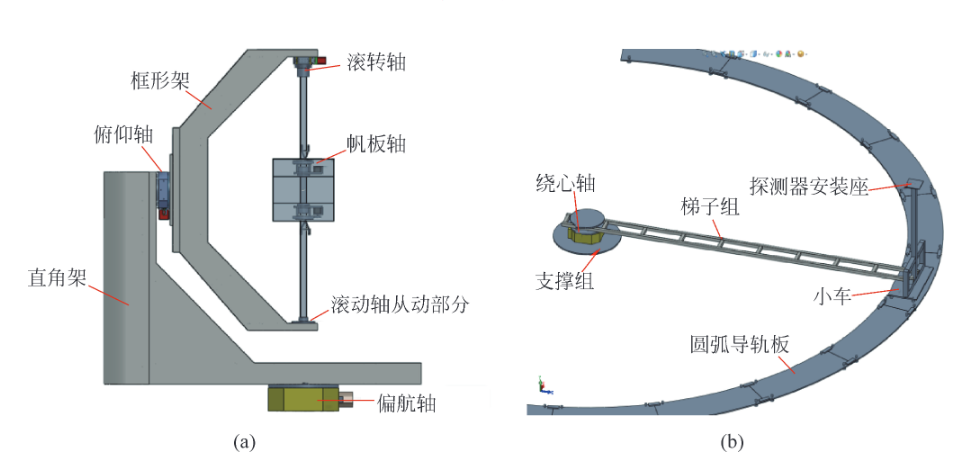 滚转轴
框形架
俯仰轴
帆板轴
直角架
滚动轴从动部分
偏航轴
(a)
探测器安装座
绕心轴
梯子组
支撑组
小车
圆弧导轨板
(b)